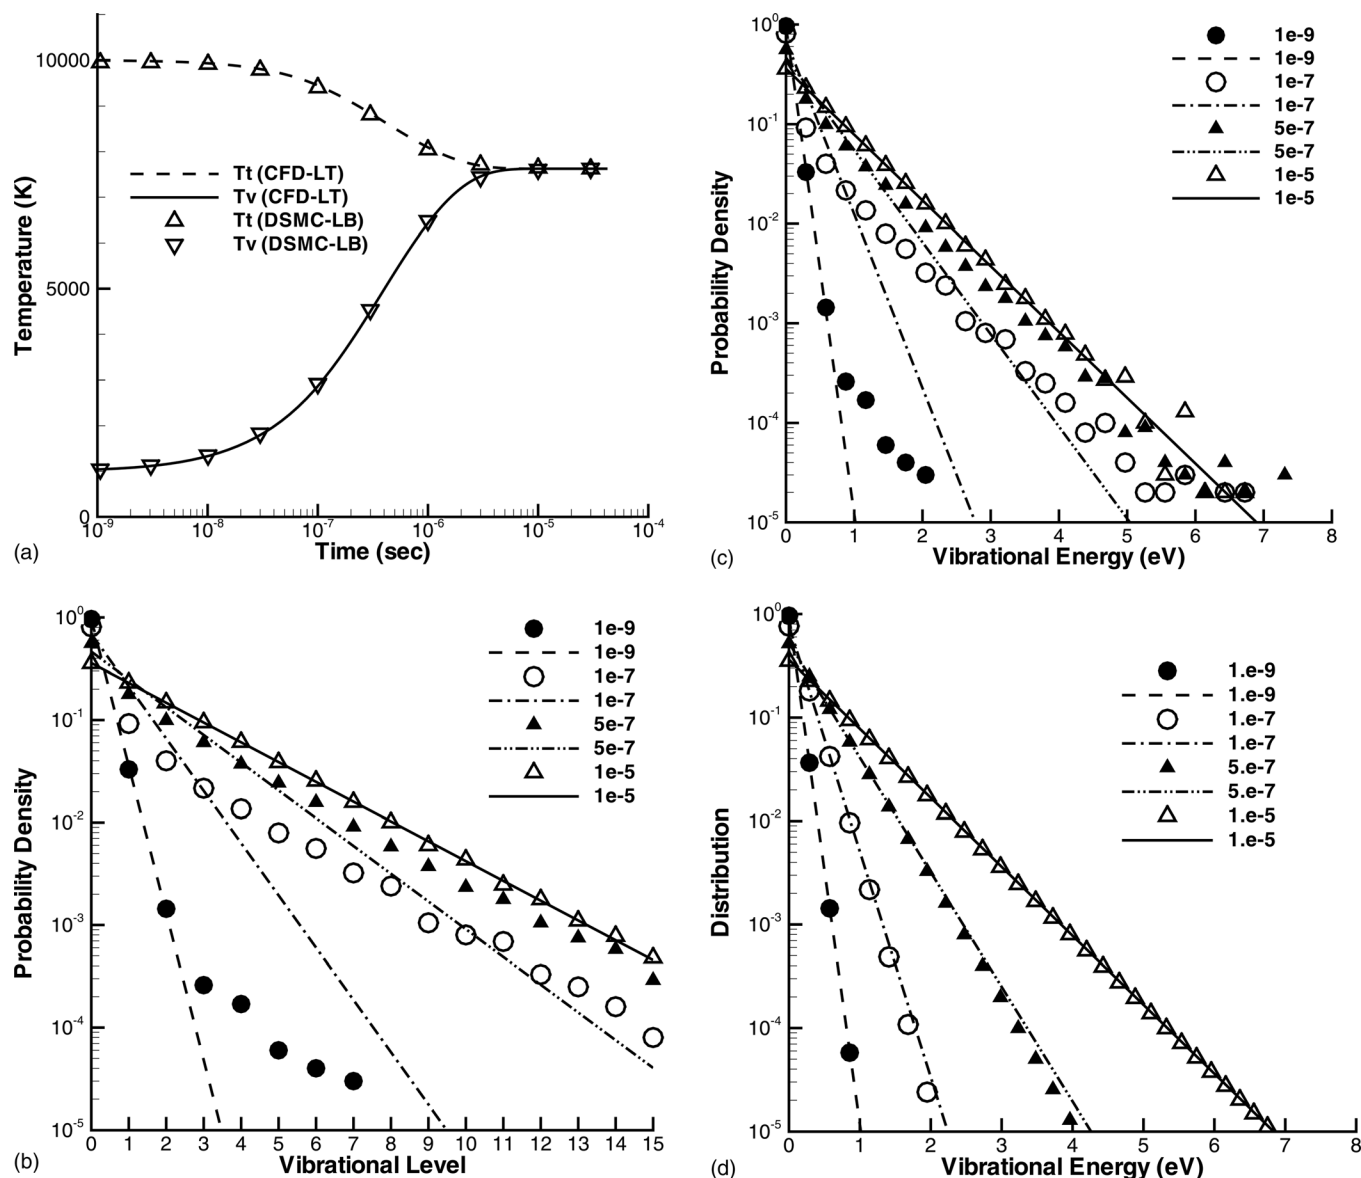 10000
5000
0
Temperature (K)
Tt (CFD-LT)
Tv (CFD-LT)
Tt (DSMC-LB)
Tv (DSMC-LB)
10-9 10-8 10-7 10-6 10-5 10-4
Time (sec)
(a)
100
10-1
10-2
10-3
10-4
10-5
Probability Density
1e-9
1e-9
1e-7
1e-7
5e-7
5e-7
1e-5
1e-5
0 1 2 3 4 5 6 7 8
Vibrational Energy (eV)
(c)
100
10-1
10-2
10-3
10-4
10-5
Probability Density
1e-9
1e-9
1e-7
1e-7
5e-7
5e-7
1e-5
1e-5
0 1 2 3 4 5 6 7 8 9 10 11 12 13 14 15
Vibrational Level
(b)
100
10-1
10-2
10-3
10-4
10-5
Distribution
1.e-9
1.e-9
1.e-7
1.e-7
5.e-7
5.e-7
1.e-5
1.e-5
0 1 2 3 4 5 6 7 8
Vibrational Energy (eV)
(d)